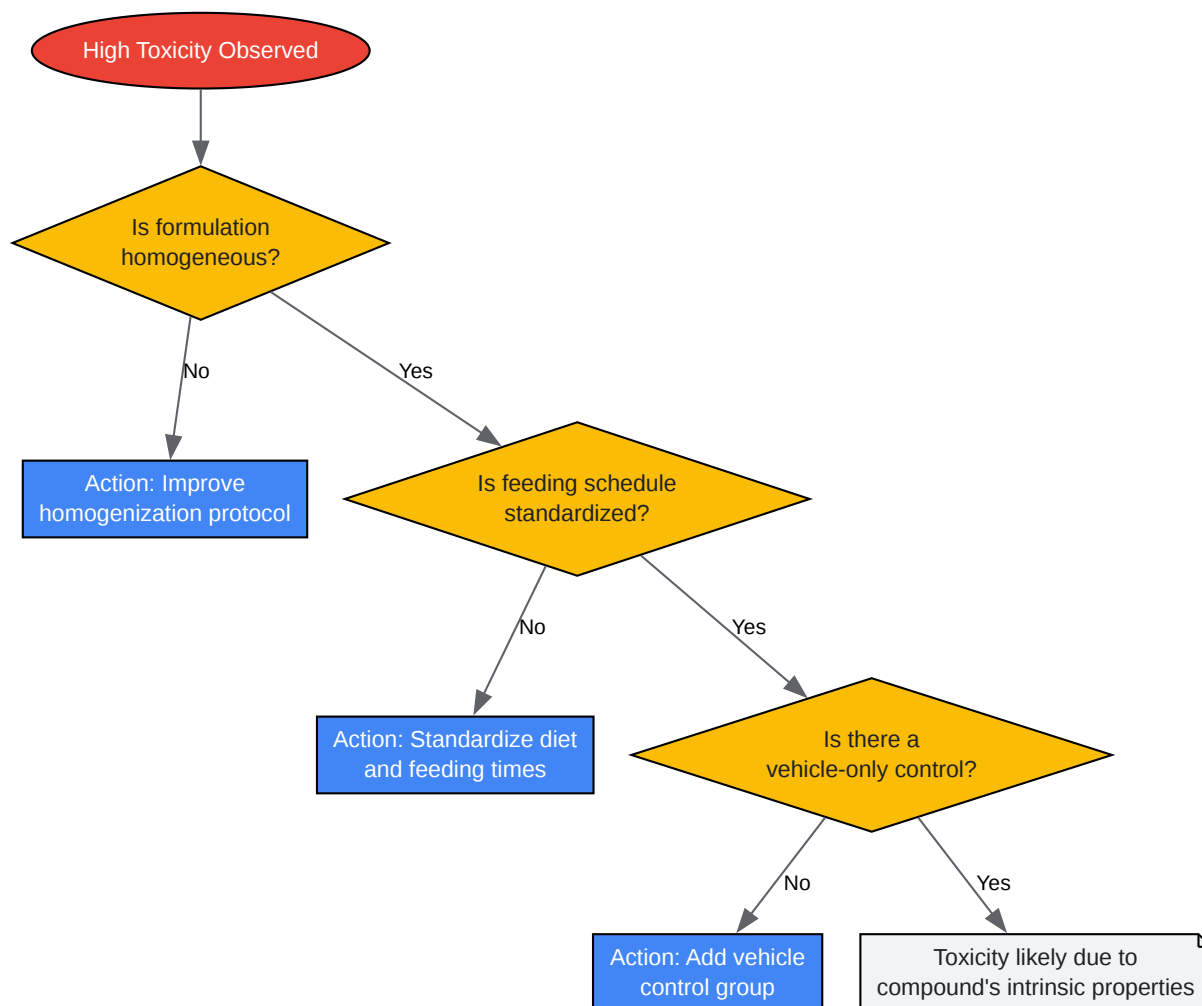 High Toxicity Observed
Is formulation
homogeneous?
No
Yes
Action: Improve
homogenization protocol
Is feeding schedule
standardized?
No
Yes
Action: Standardize diet
and feeding times
Is there a
vehicle-only control?
No
Yes
Action: Add vehicle
control group
Toxicity likely due to
compound's intrinsic properties